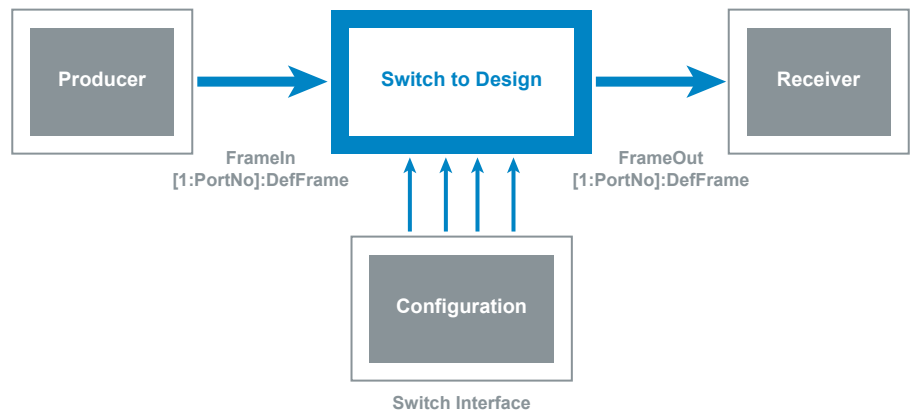 Producer
Switch to Design
Receiver
FrameIn
[1:PortNo]:DefFrame
FrameOut
[1:PortNo]:DefFrame
Configuration
Switch Interface